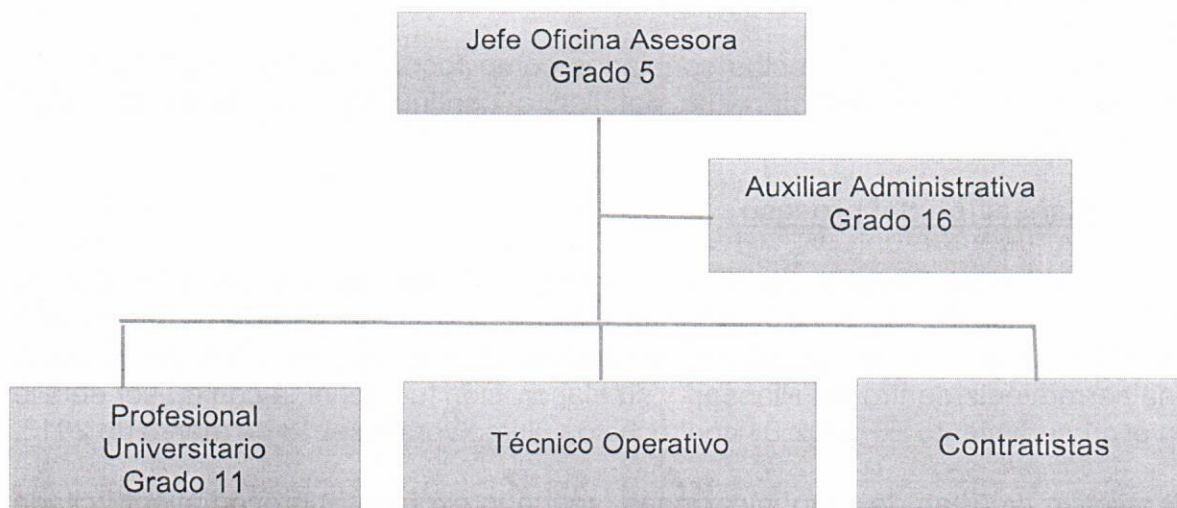 Jefe Oficina Asesora
Grado 5
Auxiliar Administrativa
Grado 16
Profesional
Universitario
Grado 11
Técnico Operativo
Contratistas